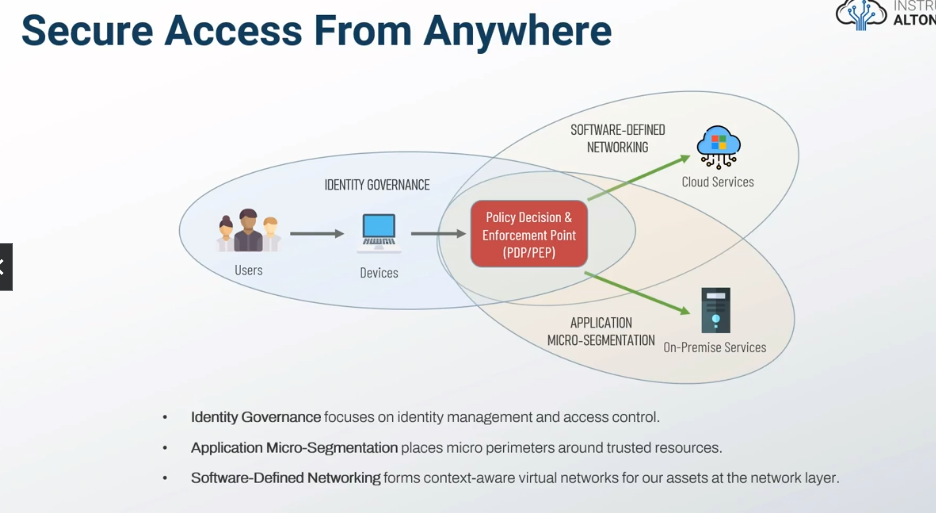 Secure Access From Anywhere
INSTRU
ALTON
SOFTWARE-DEFINED
NETWORKING
Cloud Services
IDENTITY GOVERNANCE
Policy Decision &
Enforcement Point
(PDP/PEP)
Users
Devices
APPLICATION
MICRO-SEGMENTATION
On-Premise Services
• Identity Governance focuses on identity management and access control.
• Application Micro-Segmentation places micro perimeters around trusted resources.
• Software-Defined Networking forms context-aware virtual networks for our assets at the network layer.